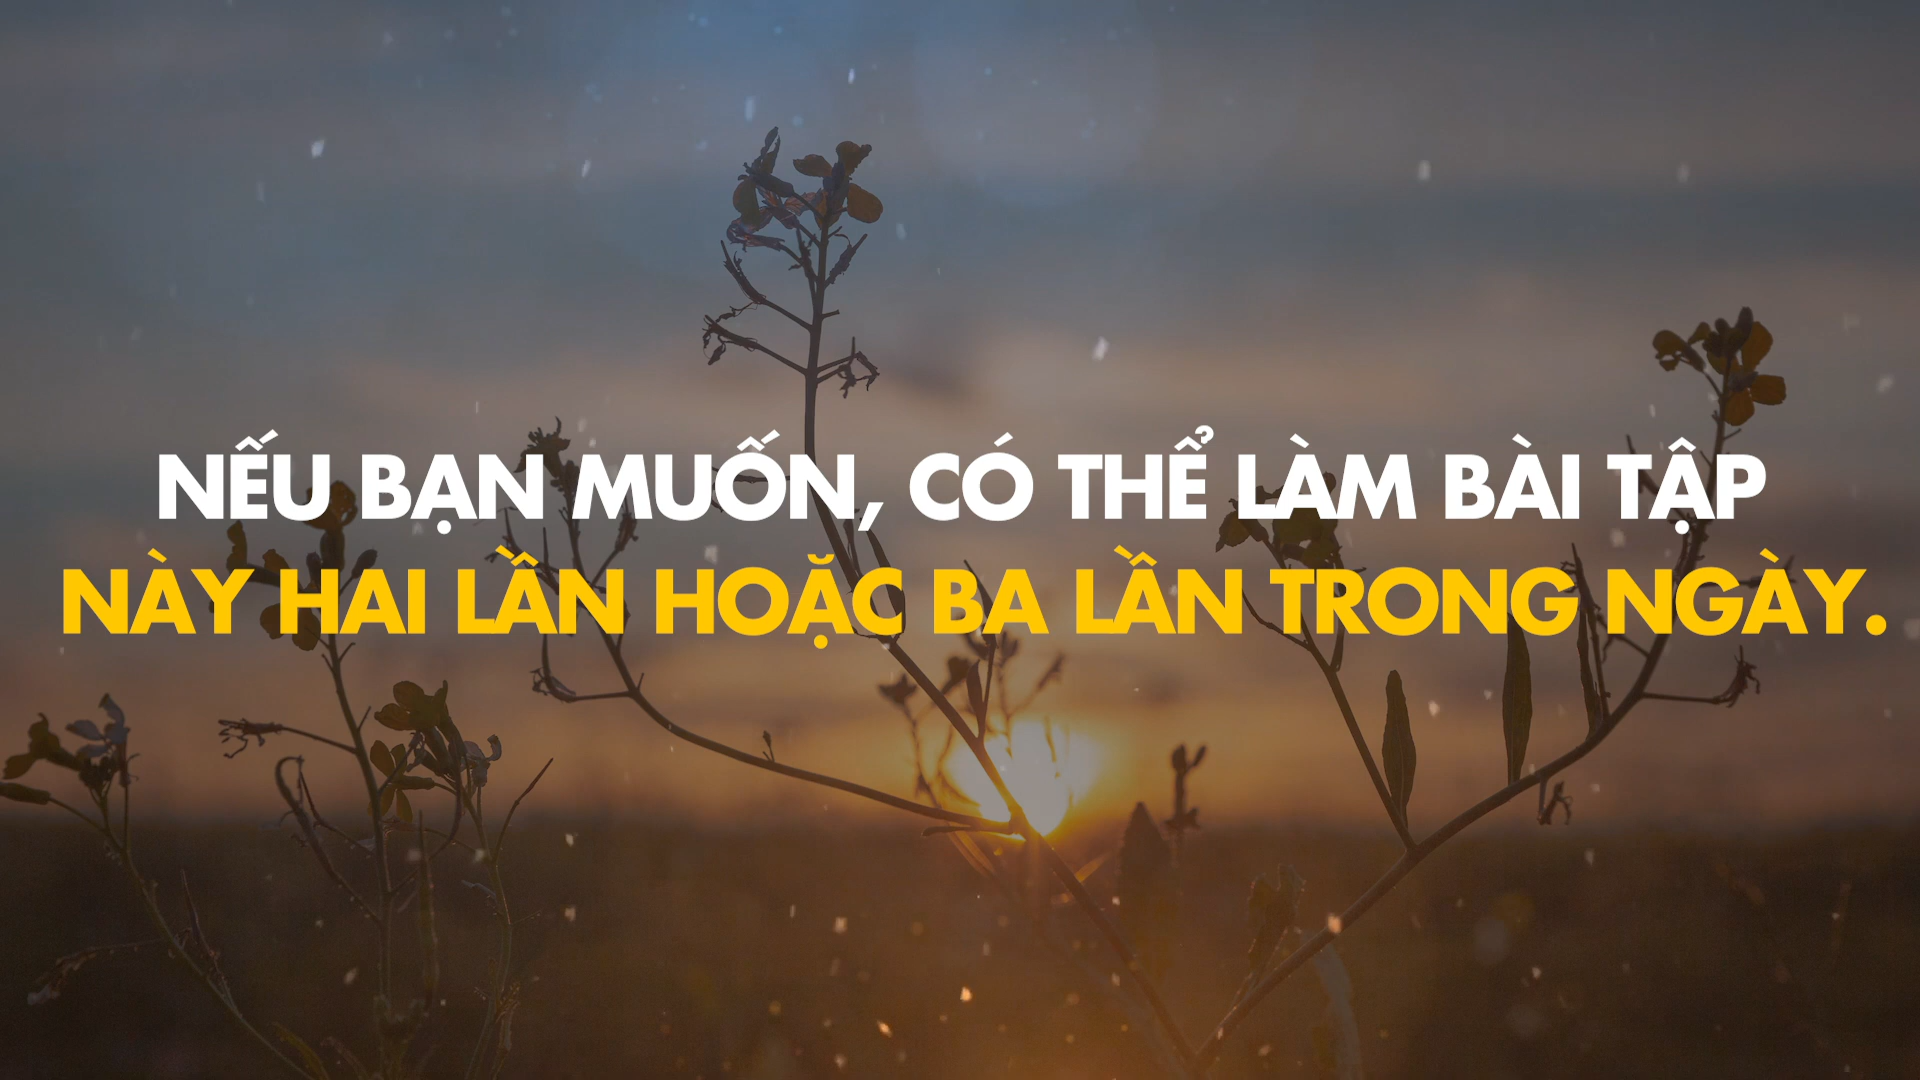 NẾU BẠN MUỐN, CÓ THỂ LÀM BÀI TẬP
NÀY HAI LẦN HOẶC BA LẦN TRONG NGÀY.